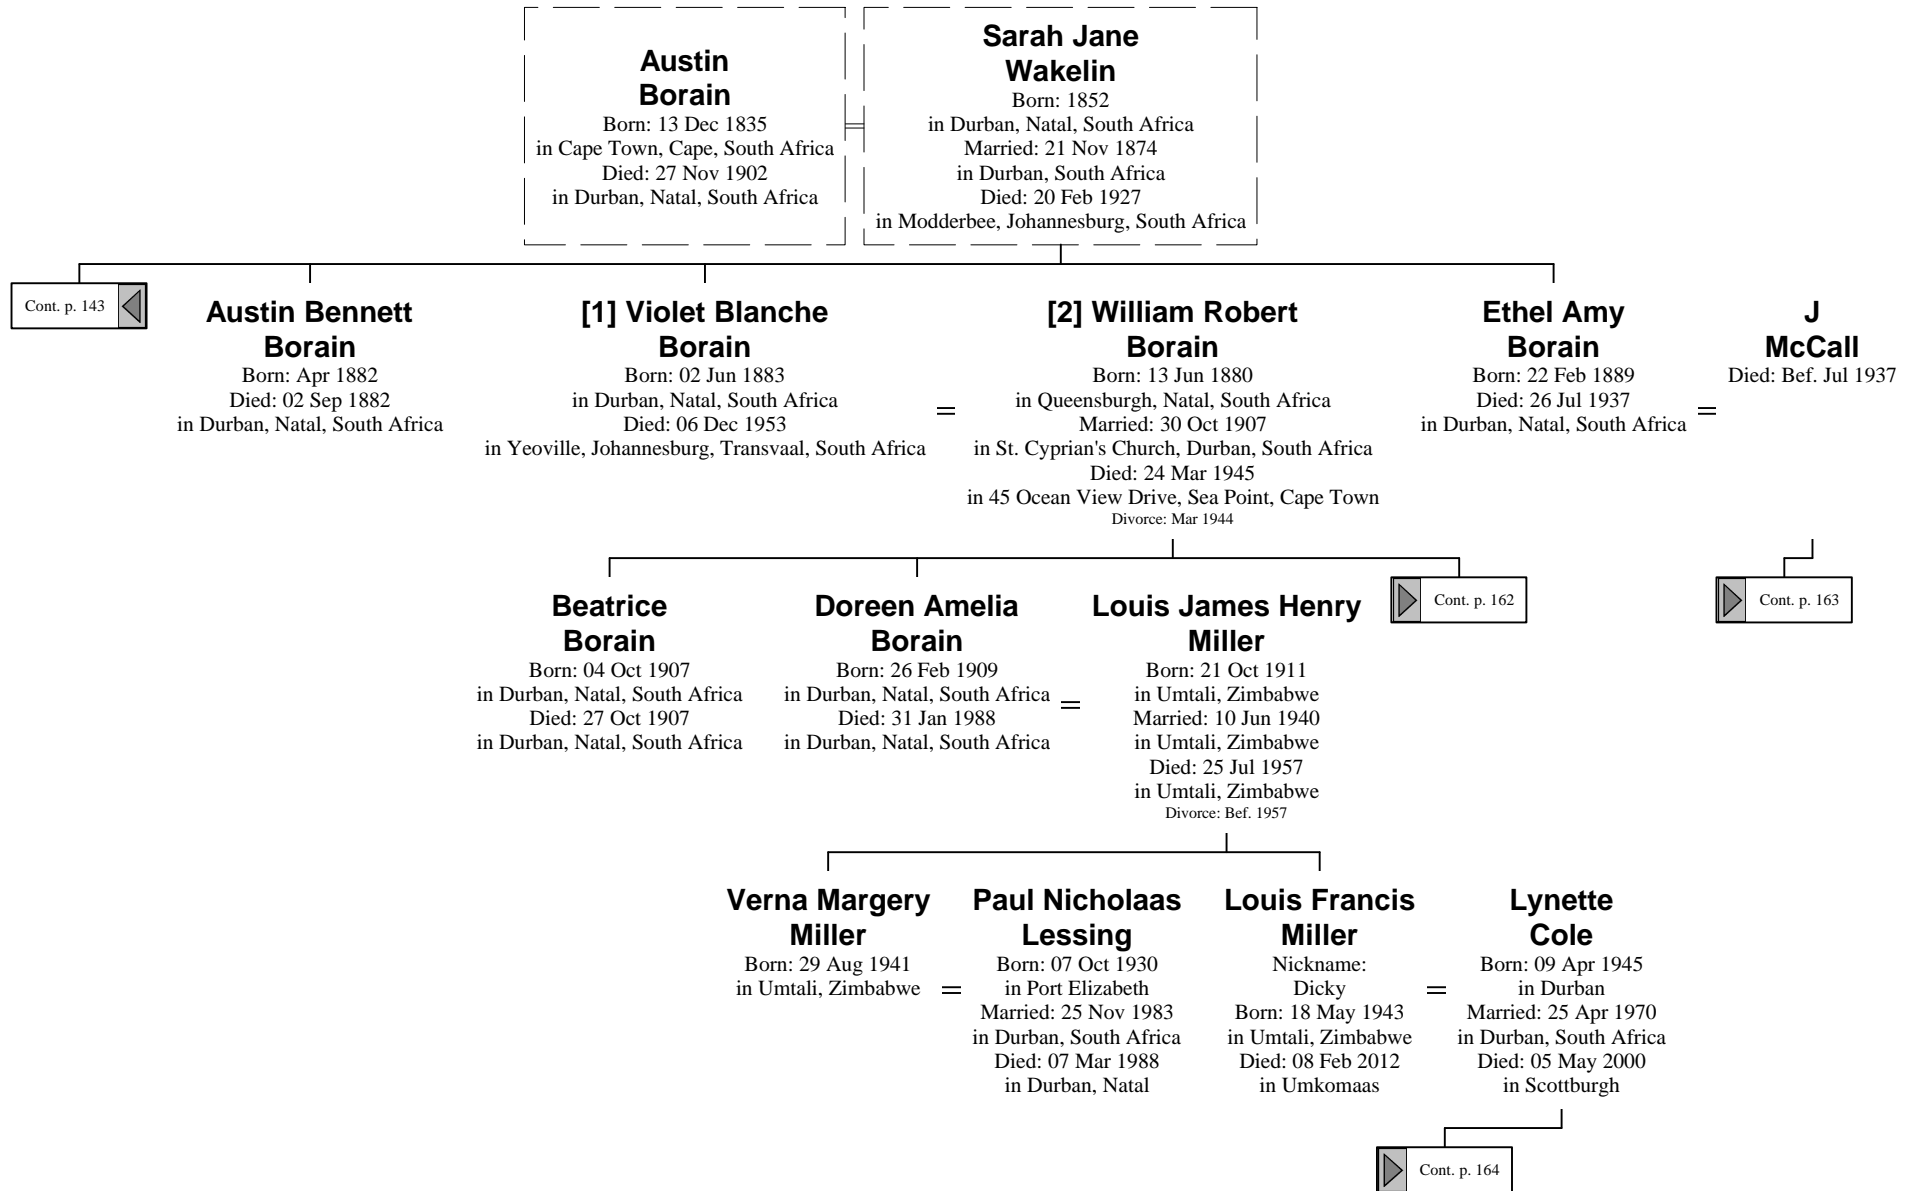 Austin
Borain
Born: 13 Dec 1835
in Cape Town, Cape, South Africa
Died: 27 Nov 1902
in Durban, Natal, South Africa
Sarah Jane
Wakelin
Born: 1852
in Durban, Natal, South Africa
Married: 21 Nov 1874
in Durban, South Africa
Died: 20 Feb 1927
in Modderbee, Johannesburg, South Africa
Cont. p. 143
Austin Bennett
Borain
Born: Apr 1882
Died: 02 Sep 1882
in Durban, Natal, South Africa
[1] Violet Blanche
Borain
Born: 02 Jun 1883
in Durban, Natal, South Africa
Died: 06 Dec 1953
in Yeoville, Johannesburg, Transvaal, South Africa
=
[2] William Robert
Borain
Born: 13 Jun 1880
in Queensburgh, Natal, South Africa
Married: 30 Oct 1907
in St. Cyprian's Church, Durban, South Africa
Died: 24 Mar 1945
in 45 Ocean View Drive, Sea Point, Cape Town
Divorce: Mar 1944
Ethel Amy
Borain
Born: 22 Feb 1889
Died: 26 Jul 1937
in Durban, Natal, South Africa
=
J
McCall
Died: Bef. Jul 1937
Beatrice
Borain
Born: 04 Oct 1907
in Durban, Natal, South Africa
Died: 27 Oct 1907
in Durban, Natal, South Africa
Doreen Amelia
Borain
Born: 26 Feb 1909
in Durban, Natal, South Africa
Died: 31 Jan 1988
in Durban, Natal, South Africa
=
Louis James Henry
Miller
Born: 21 Oct 1911
in Umtali, Zimbabwe
Married: 10 Jun 1940
in Umtali, Zimbabwe
Died: 25 Jul 1957
in Umtali, Zimbabwe
Divorce: Bef. 1957
Cont. p. 162
Cont. p. 163
Verna Margery
Miller
Born: 29 Aug 1941
in Umtali, Zimbabwe
=
Paul Nicholaas
Lessing
Born: 07 Oct 1930
in Port Elizabeth
Married: 25 Nov 1983
in Durban, South Africa
Died: 07 Mar 1988
in Durban, Natal
Louis Francis
Miller
Nickname:
Dicky
Born: 18 May 1943
in Umtali, Zimbabwe
Died: 08 Feb 2012
in Umkomaas
=
Lynette
Cole
Born: 09 Apr 1945
in Durban
Married: 25 Apr 1970
in Durban, South Africa
Died: 05 May 2000
in Scottburgh
Cont. p. 164